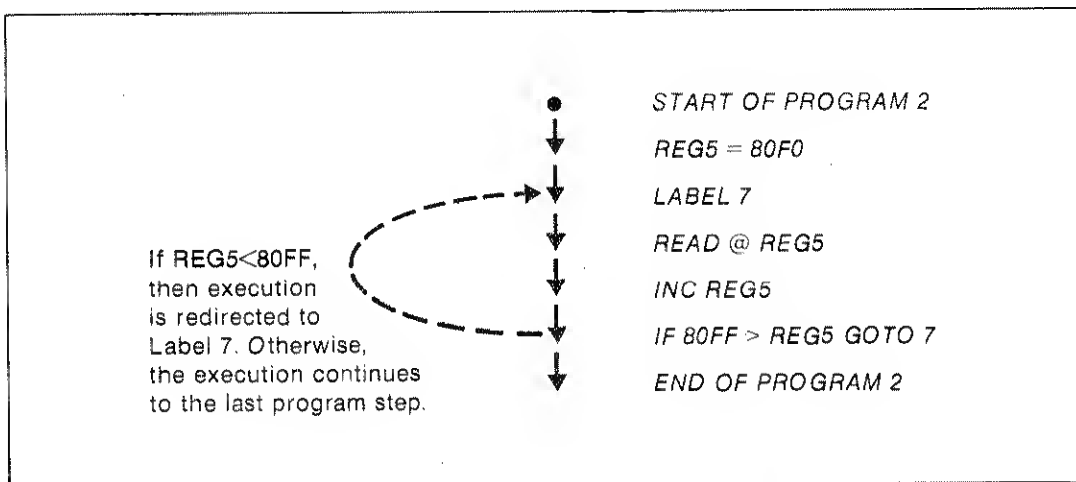 START OF PROGRAM 2
REG5 = 80F0
LABEL 7
READ @ REG5
INC REG5
IF 80FF > REG5 GOTO 7
END OF PROGRAM 2
If REG5<80FF,
then execution
is redirected to
Label 7. Otherwise,
the execution continues
to the last program step.